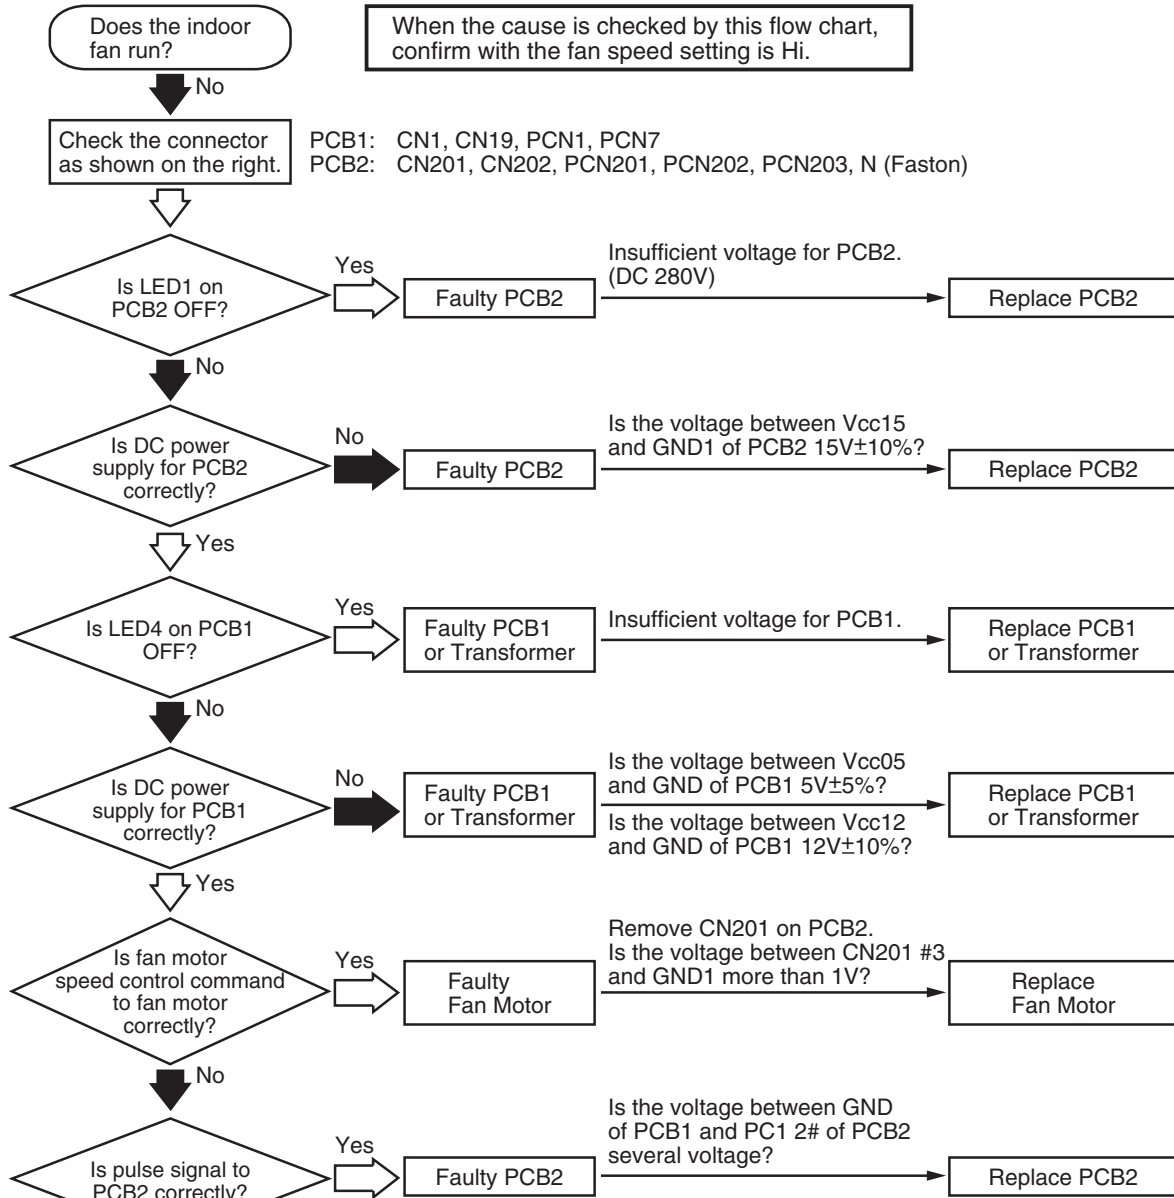 Does the indoor
fan run?
When the cause is checked by this flow chart,
confirm with the fan speed setting is Hi.
No
Check the connector
as shown on the right.
PCB1: CN1, CN19, PCN1, PCN7
PCB2: CN201, CN202, PCN201, PCN202, PCN203, N (Faston)
Is LED1 on
PCB2 OFF?
Yes
Faulty PCB2
Insufficient voltage for PCB2.
(DC 280V)
Replace PCB2
No
Is DC power
supply for PCB2
correctly?
No
Faulty PCB2
Is the voltage between Vcc15
and GND1 of PCB2 15V±10%?
Replace PCB2
Yes
Is LED4 on PCB1
OFF?
Yes
Faulty PCB1
or Transformer
Insufficient voltage for PCB1.
Replace PCB1
or Transformer
No
Is DC power
supply for PCB1
correctly?
No
Faulty PCB1
or Transformer
Is the voltage between Vcc05
and GND of PCB1 5V±5%?
Is the voltage between Vcc12
and GND of PCB1 12V±10%?
Replace PCB1
or Transformer
Yes
Is fan motor
speed control command
to fan motor
correctly?
Yes
Faulty
Fan Motor
Remove CN201 on PCB2.
Is the voltage between CN201 #3
and GND1 more than 1V?
Replace
Fan Motor
No
Is pulse signal to
PCB2 correctly?
Yes
Faulty PCB2
Is the voltage between GND
of PCB1 and PC1 2# of PCB2
several voltage?
Replace PCB2